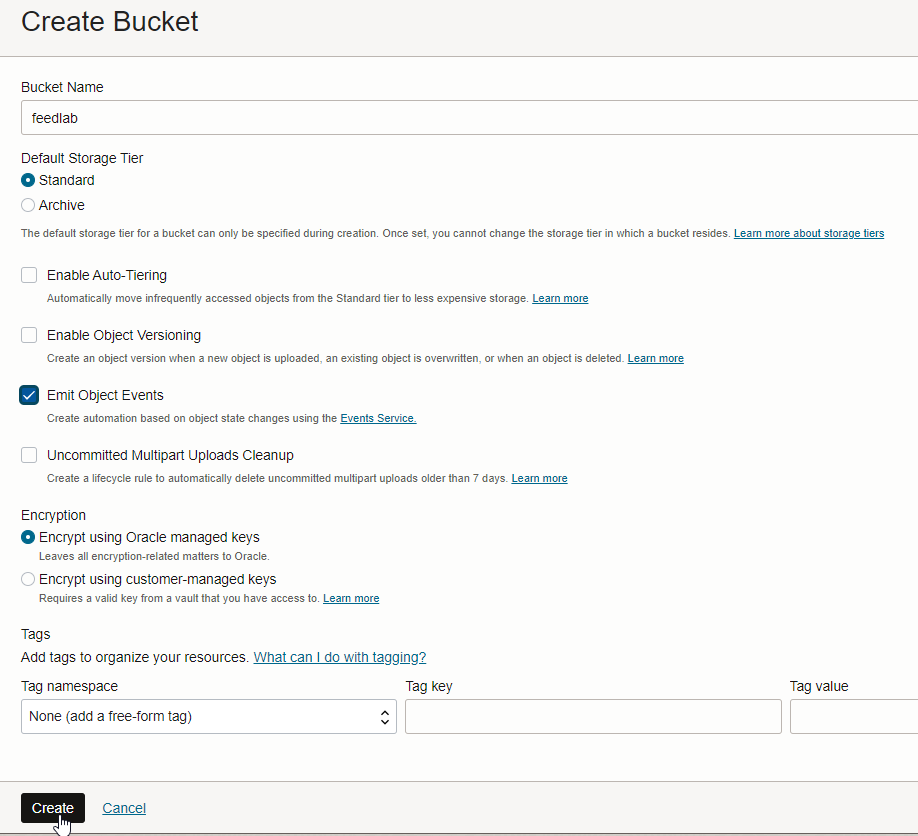 Create Bucket
Bucket Name
feedlab
Default Storage Tier
Standard
Archive
The default storage tier for a bucket can only be specified during creation. Once set, you cannot change the storage tier in which a bucket resides. Learn more about storage tiers
Enable Auto-Tiering
Automatically move infrequently accessed objects from the Standard tier to less expensive storage. Learn more
Enable Object Versioning
Create an object version when a new object is uploaded, an existing object is overwritten, or when an object is deleted. Learn more
Emit Object Events
Create automation based on object state changes using the Events Service.
Uncommitted Multipart Uploads Cleanup
Create a lifecycle rule to automatically delete uncommitted multipart uploads older than 7 days. Learn more
Encryption
Encrypt using Oracle managed keys
Leaves all encryption-related matters to Oracle.
Encrypt using customer-managed keys
Requires a valid key from a vault that you have access to. Learn more
Tags
Add tags to organize your resources. What can I do with tagging?
Tag namespace Tag key Tag value
None (add a free-form tag)
Create Cancel